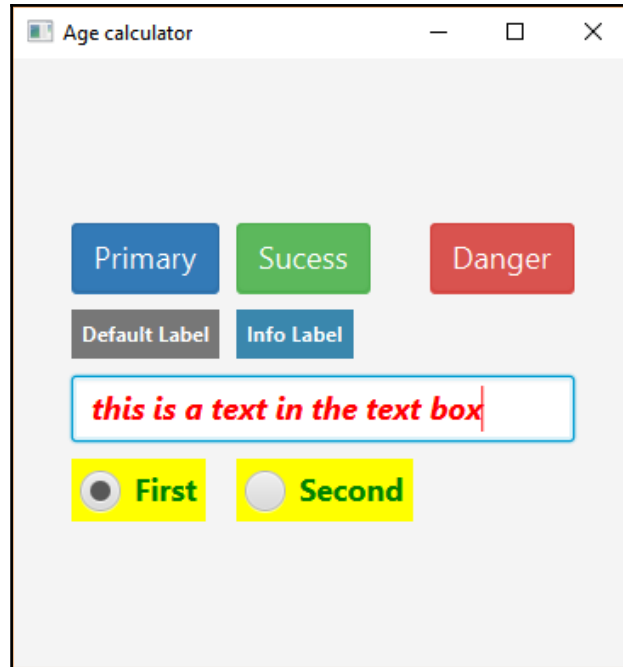 Age calculator
Primary Sucess Danger
Default Label Info Label
this is a text in the text box
First Second